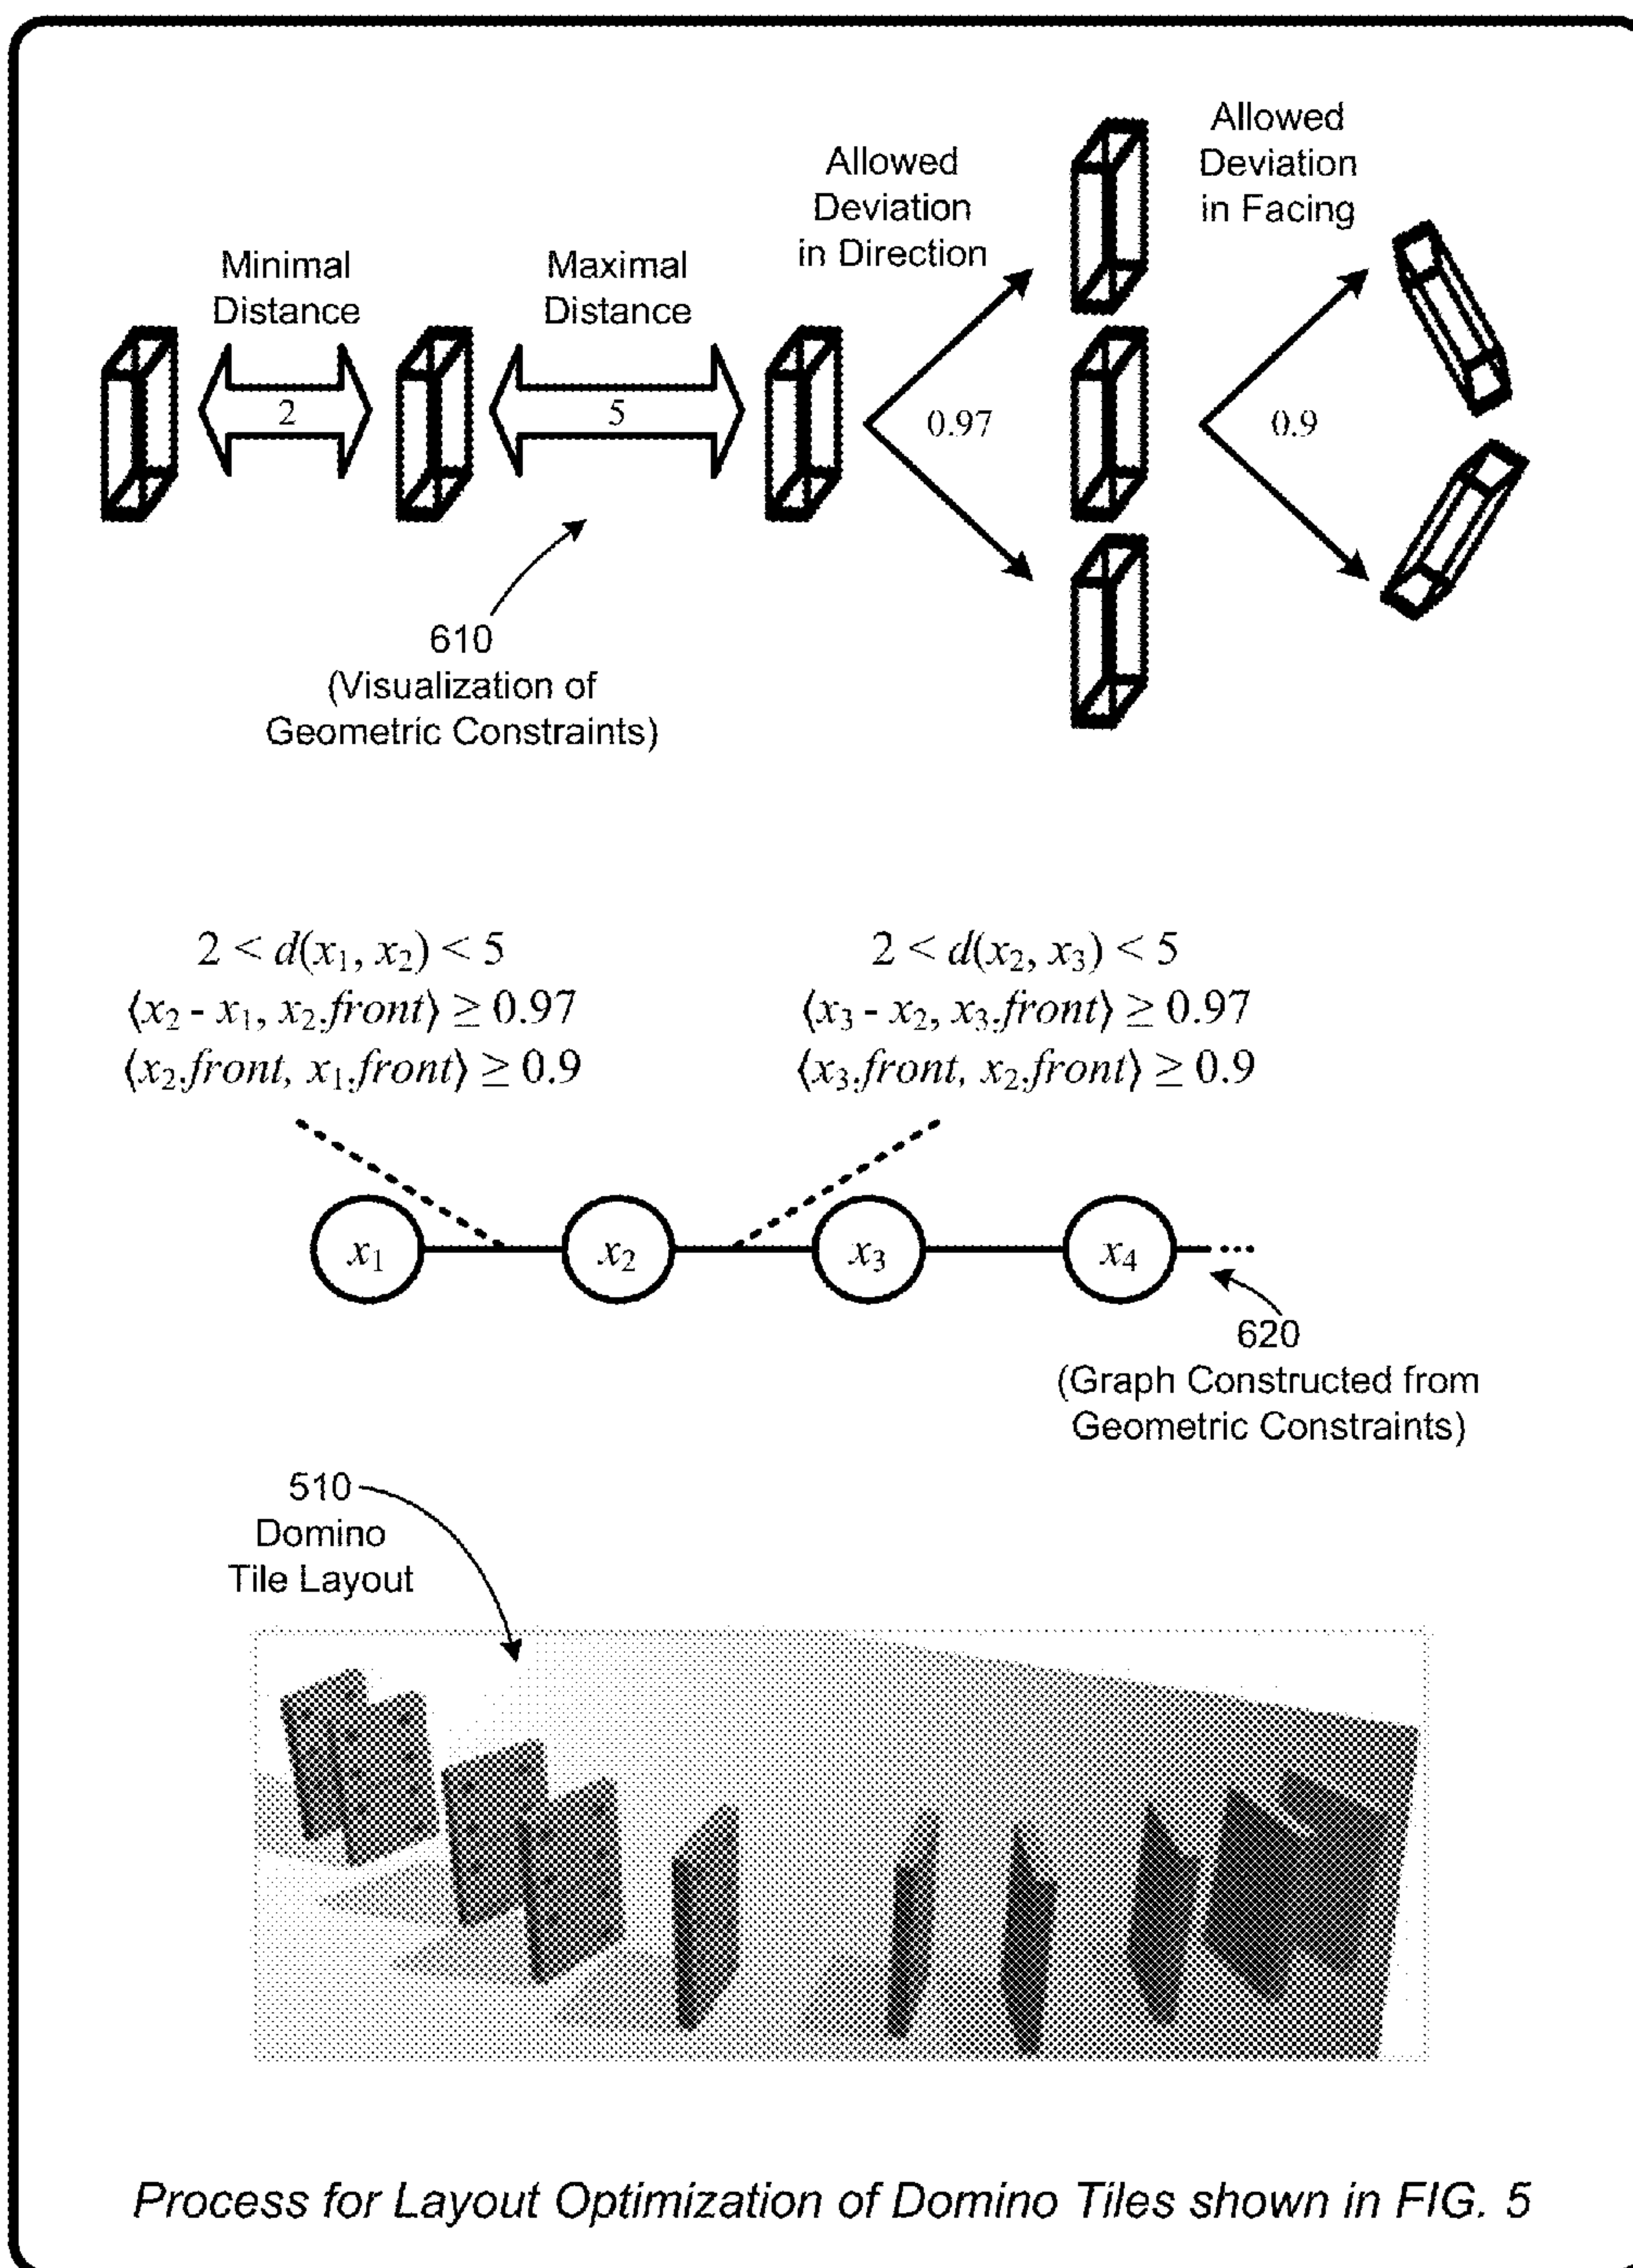 Minimal
Distance
Maximal
Distance
Allowed
Deviation
in Direction
Allowed
Deviation
in Facing
2
5
0.97
0.9
610
(Visualization of
Geometric Constraints)
2 < d(x₁, x₂) < 5
⟨x₂ - x₁, x₂.front⟩ ≥ 0.97
⟨x₂.front, x₁.front⟩ ≥ 0.9
2 < d(x₂, x₃) < 5
⟨x₃ - x₂, x₃.front⟩ ≥ 0.97
⟨x₃.front, x₂.front⟩ ≥ 0.9
x₁
x₂
x₃
x₄
...
620
(Graph Constructed from
Geometric Constraints)
510
Domino
Tile Layout
Process for Layout Optimization of Domino Tiles shown in FIG. 5